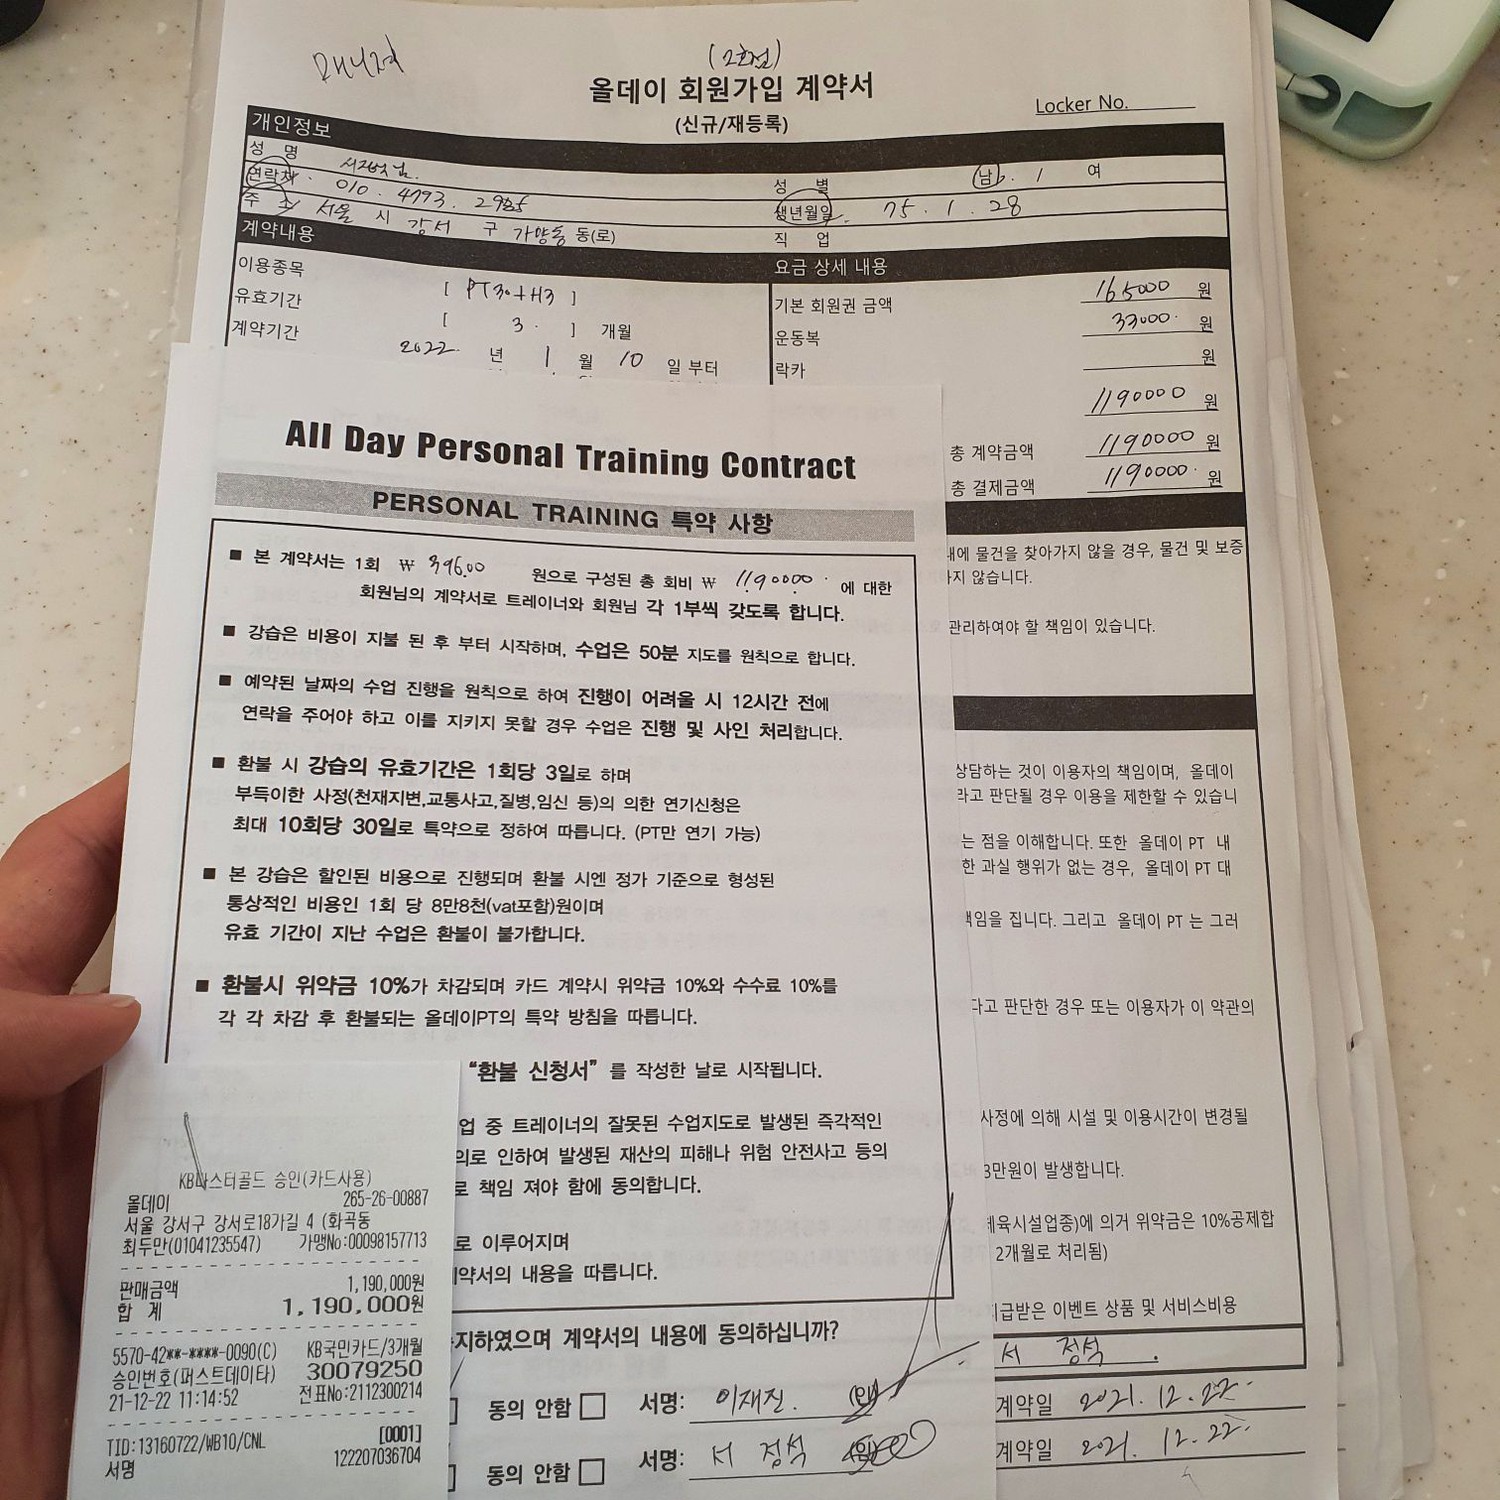 매니저
(2호점)
올데이 회원가입 계약서
(신규/재등록)
Locker No.
개인정보
성 명 서정석님.
성 별 남 여
연락처 010. 4793. 2985
생년월일 75. 1. 28
주 소 서울 시 강서 구 가양동 동(로)
직 업
계약내용
요금 상세 내용
이용종목 [ PT30+H3 ]
기본 회원권 금액 165000 원
유효기간 [ 3. ] 개월
운동복 33000. 원
계약기간 2022. 년 1 월 10 일 부터
락카 원
1190000 원
총 계약금액 1190000 원
총 결제금액 1190000. 원
All Day Personal Training Contract
PERSONAL TRAINING 특약 사항
■ 본 계약서는 1회 ₩ 39600 원으로 구성된 총 회비 ₩ 1190000. 에 대한
회원님의 계약서로 트레이너와 회원님 각 1부씩 갖도록 합니다.
■ 강습은 비용이 지불 된 후 부터 시작하며, 수업은 50분 지도를 원칙으로 합니다.
■ 예약된 날짜의 수업 진행을 원칙으로 하여 진행이 어려울 시 12시간 전에
연락을 주어야 하고 이를 지키지 못할 경우 수업은 진행 및 사인 처리합니다.
■ 환불 시 강습의 유효기간은 1회당 3일로 하며
부득이한 사정(천재지변,교통사고,질병,임신 등)의 의한 연기신청은
최대 10회당 30일로 특약으로 정하여 따릅니다. (PT만 연기 가능)
■ 본 강습은 할인된 비용으로 진행되며 환불 시엔 정가 기준으로 형성된
통상적인 비용인 1회 당 8만8천(vat포함)원이며
유효 기간이 지난 수업은 환불이 불가합니다.
■ 환불시 위약금 10%가 차감되며 카드 계약시 위약금 10%와 수수료 10%를
각 각 차감 후 환불되는 올데이PT의 특약 방침을 따릅니다.
“환불 신청서” 를 작성한 날로 시작됩니다.
업 중 트레이너의 잘못된 수업지도로 발생된 즉각적인
의로 인하여 발생된 재산의 피해나 위험 안전사고 등의
로 책임 져야 함에 동의합니다.
로 이루어지며
약서의 내용을 따릅니다.
지하였으며 계약서의 내용에 동의하십니까?
동의 안함 □ 서명: 이재진. (인)
동의 안함 □ 서명: 서 정석 (인)
내에 물건을 찾아가지 않을 경우, 물건 및 보증
지 않습니다.
관리하여야 할 책임이 있습니다.
상담하는 것이 이용자의 책임이며, 올데이
라고 판단될 경우 이용을 제한할 수 있습니
는 점을 이해합니다. 또한 올데이 PT 내
한 과실 행위가 없는 경우, 올데이 PT 대
책임을 집니다. 그리고 올데이 PT 는 그러
다고 판단한 경우 또는 이용자가 이 약관의
사정에 의해 시설 및 이용시간이 변경될
3만원이 발생합니다.
체육시설업종)에 의거 위약금은 10%공제합
2개월로 처리됨)
지급받은 이벤트 상품 및 서비스비용
서 정석 .
계약일 2021. 12. 22.
계약일 2021. 12. 22.
KB마스터골드 승인(카드사용)
올데이 265-26-00887
서울 강서구 강서로18가길 4 (화곡동
최두만(01041235547) 가맹No:00098157713
판매금액 1,190,000원
합 계 1,190,000원
5570-42**-****-0090(C) KB국민카드/3개월
승인번호(퍼스트데이타) 30079250
21-12-22 11:14:52 전표No:2112300214
[0001]
TID:13160722/WB10/CNL 122207036704
서명